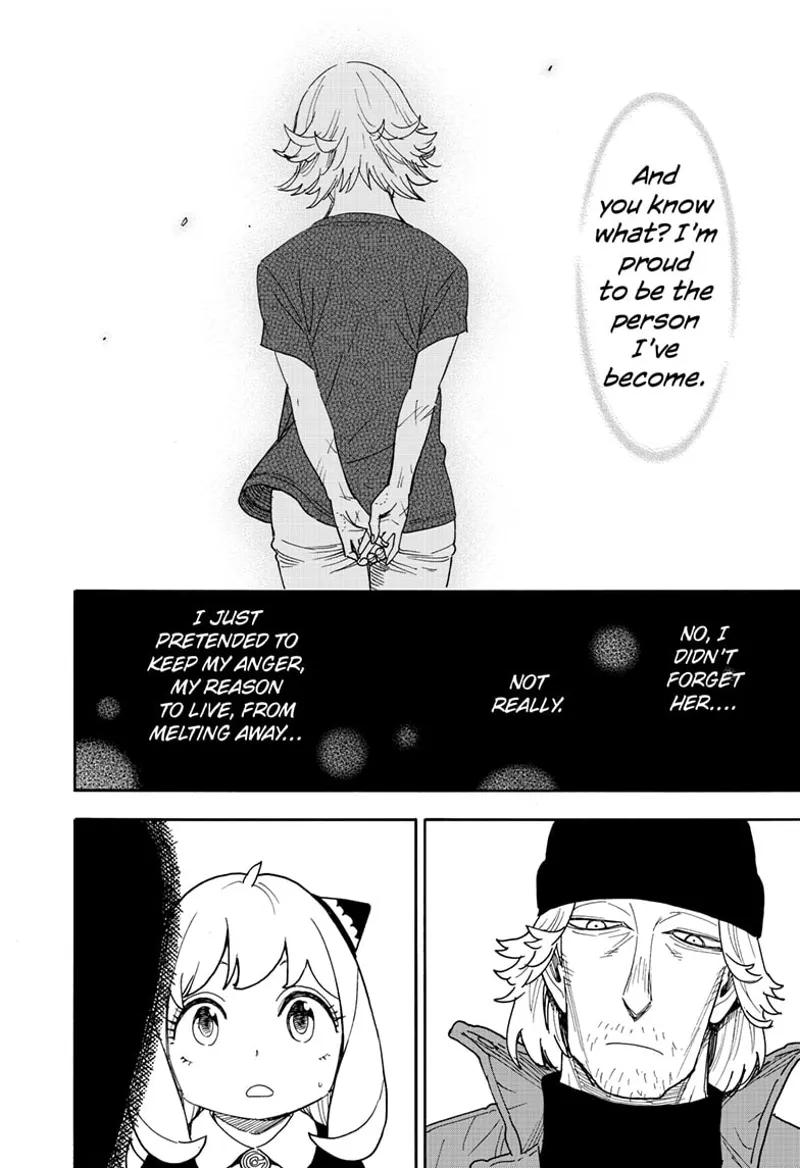 And
you know
what? I'm
proud
to be the
person
I've
become.
NO, I
DIDN'T
FORGET
HER....
NOT
REALLY.
I JUST
PRETENDED TO
KEEP MY ANGER,
MY REASON
TO LIVE, FROM
MELTING AWAY...